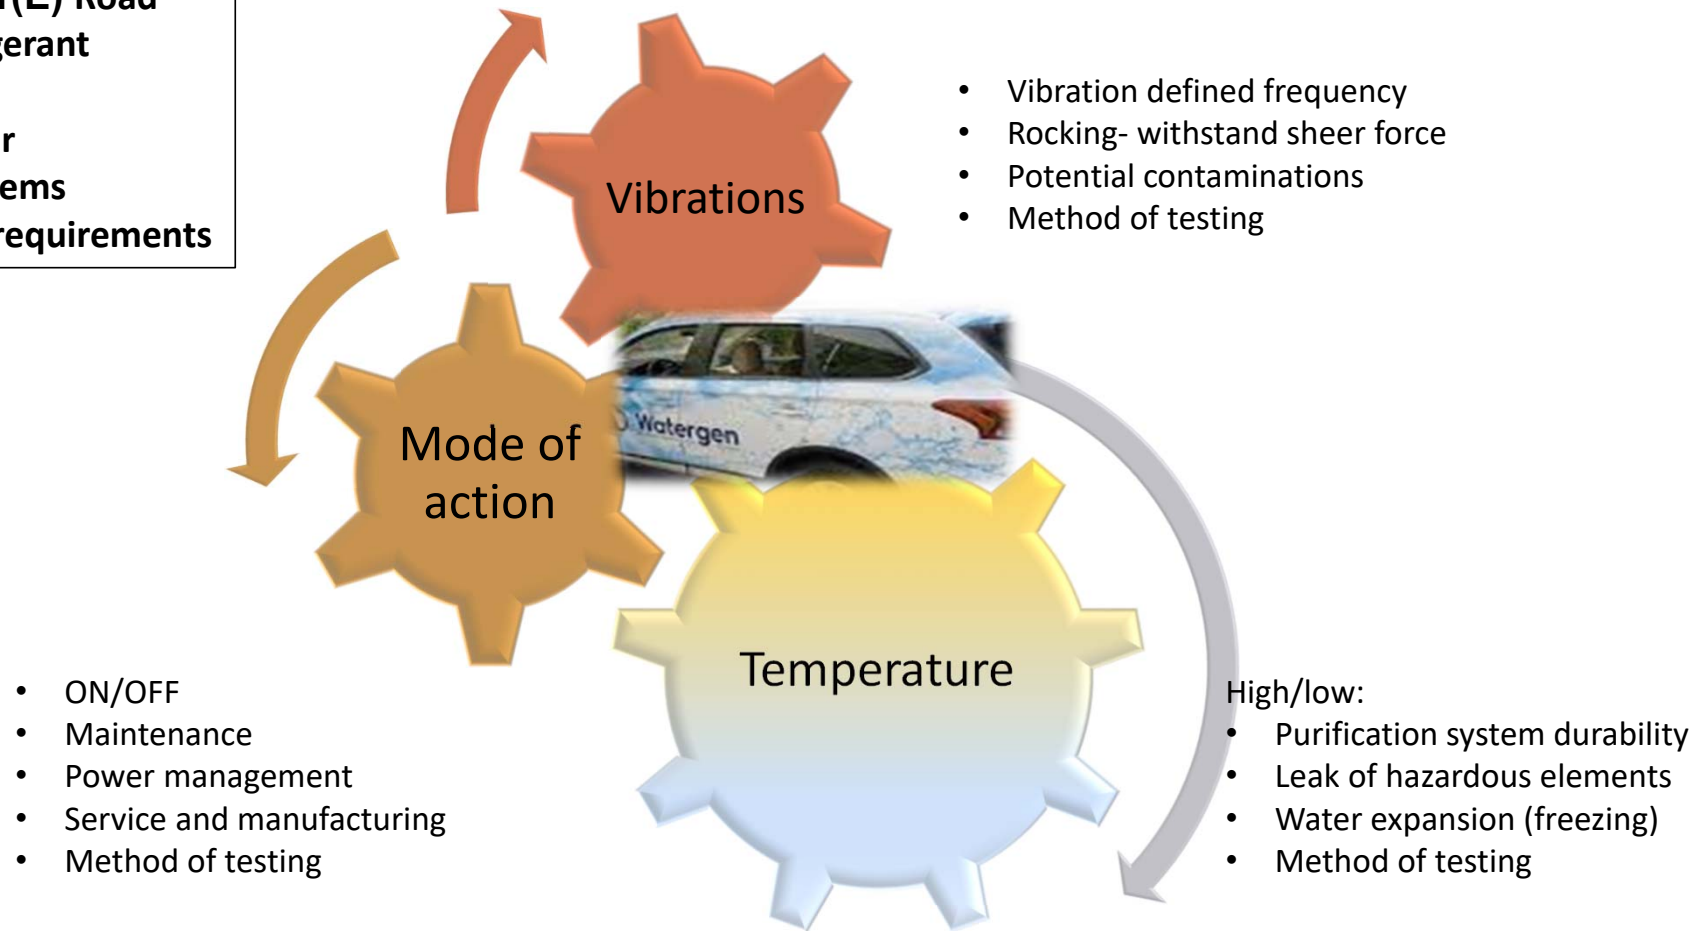 Road
requirements
Vibrations
• Vibration defined frequency
• Rocking- withstand sheer force
• Potential contaminations
• Method of testing
Watergen
Mode of
action
• ON/OFF
• Maintenance
• Power management
• Service and manufacturing
• Method of testing
Temperature
High/low:
• Purification system durability
• Leak of hazardous elements
• Water expansion (freezing)
• Method of testing